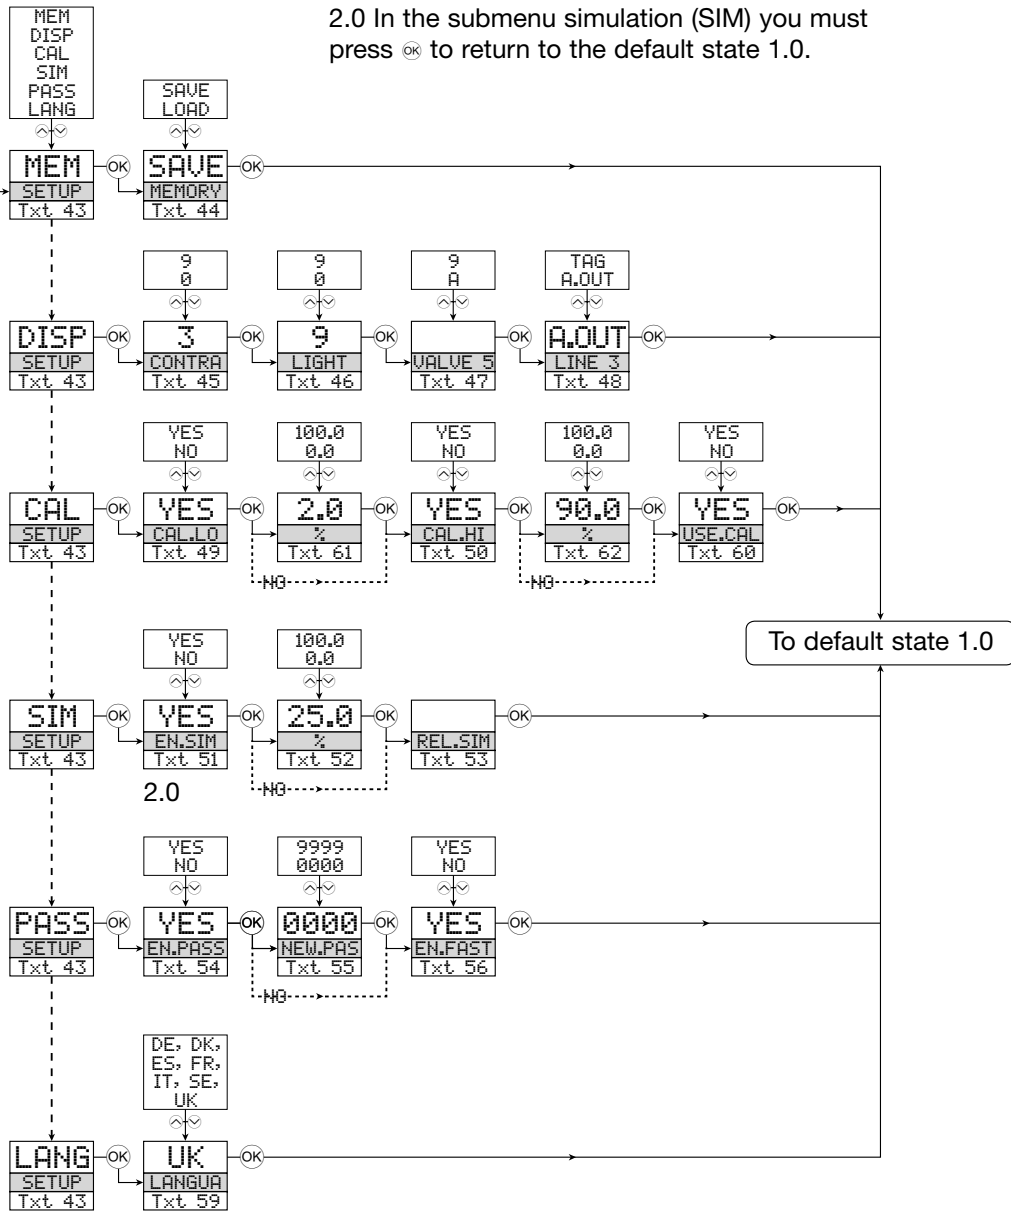 2.0 In the submenu simulation (SIM) you must
press OK to return to the default state 1.0.
MEM
DISP
CAL
SIM
PASS
LANG
SAVE
LOAD
MEM
OK
SAVE
OK
SETUP
MEMORY
Txt 43
Txt 44
9
0
9
0
9
A
TAG
A.OUT
DISP
OK
3
OK
9
OK
OK
A.OUT
OK
SETUP
CONTRA
LIGHT
VALVE 5
LINE 3
Txt 43
Txt 45
Txt 46
Txt 47
Txt 48
YES
NO
100.0
0.0
YES
NO
100.0
0.0
YES
NO
CAL
OK
YES
OK
2.0
OK
YES
OK
90.0
OK
YES
OK
SETUP
CAL.LO
%
CAL.HI
%
USE.CAL
Txt 43
Txt 49
Txt 61
Txt 50
Txt 62
Txt 60
NO
NO
To default state 1.0
YES
NO
100.0
0.0
SIM
OK
YES
OK
25.0
OK
OK
SETUP
EN.SIM
%
REL.SIM
Txt 43
Txt 51
Txt 52
Txt 53
2.0
NO
YES
NO
9999
0000
YES
NO
PASS
OK
YES
OK
0000
OK
YES
OK
SETUP
EN.PASS
NEW.PAS
EN.FAST
Txt 43
Txt 54
Txt 55
Txt 56
NO
DE, DK,
ES, FR,
IT, SE,
UK
LANG
OK
UK
OK
SETUP
LANGUA
Txt 43
Txt 59